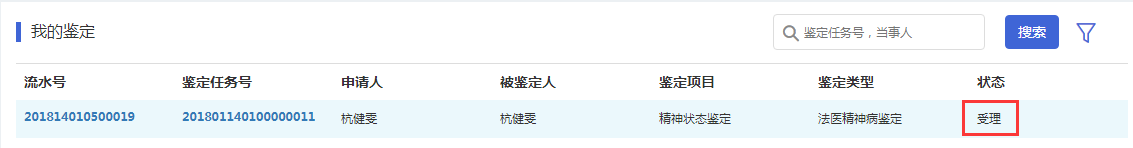 我的鉴定
鉴定任务号，当事人
搜索
流水号 鉴定任务号 申请人 被鉴定人 鉴定项目 鉴定类型 状态
201814010500019 201801140100000011 杭健雯 杭健雯 精神状态鉴定 法医精神病鉴定 受理